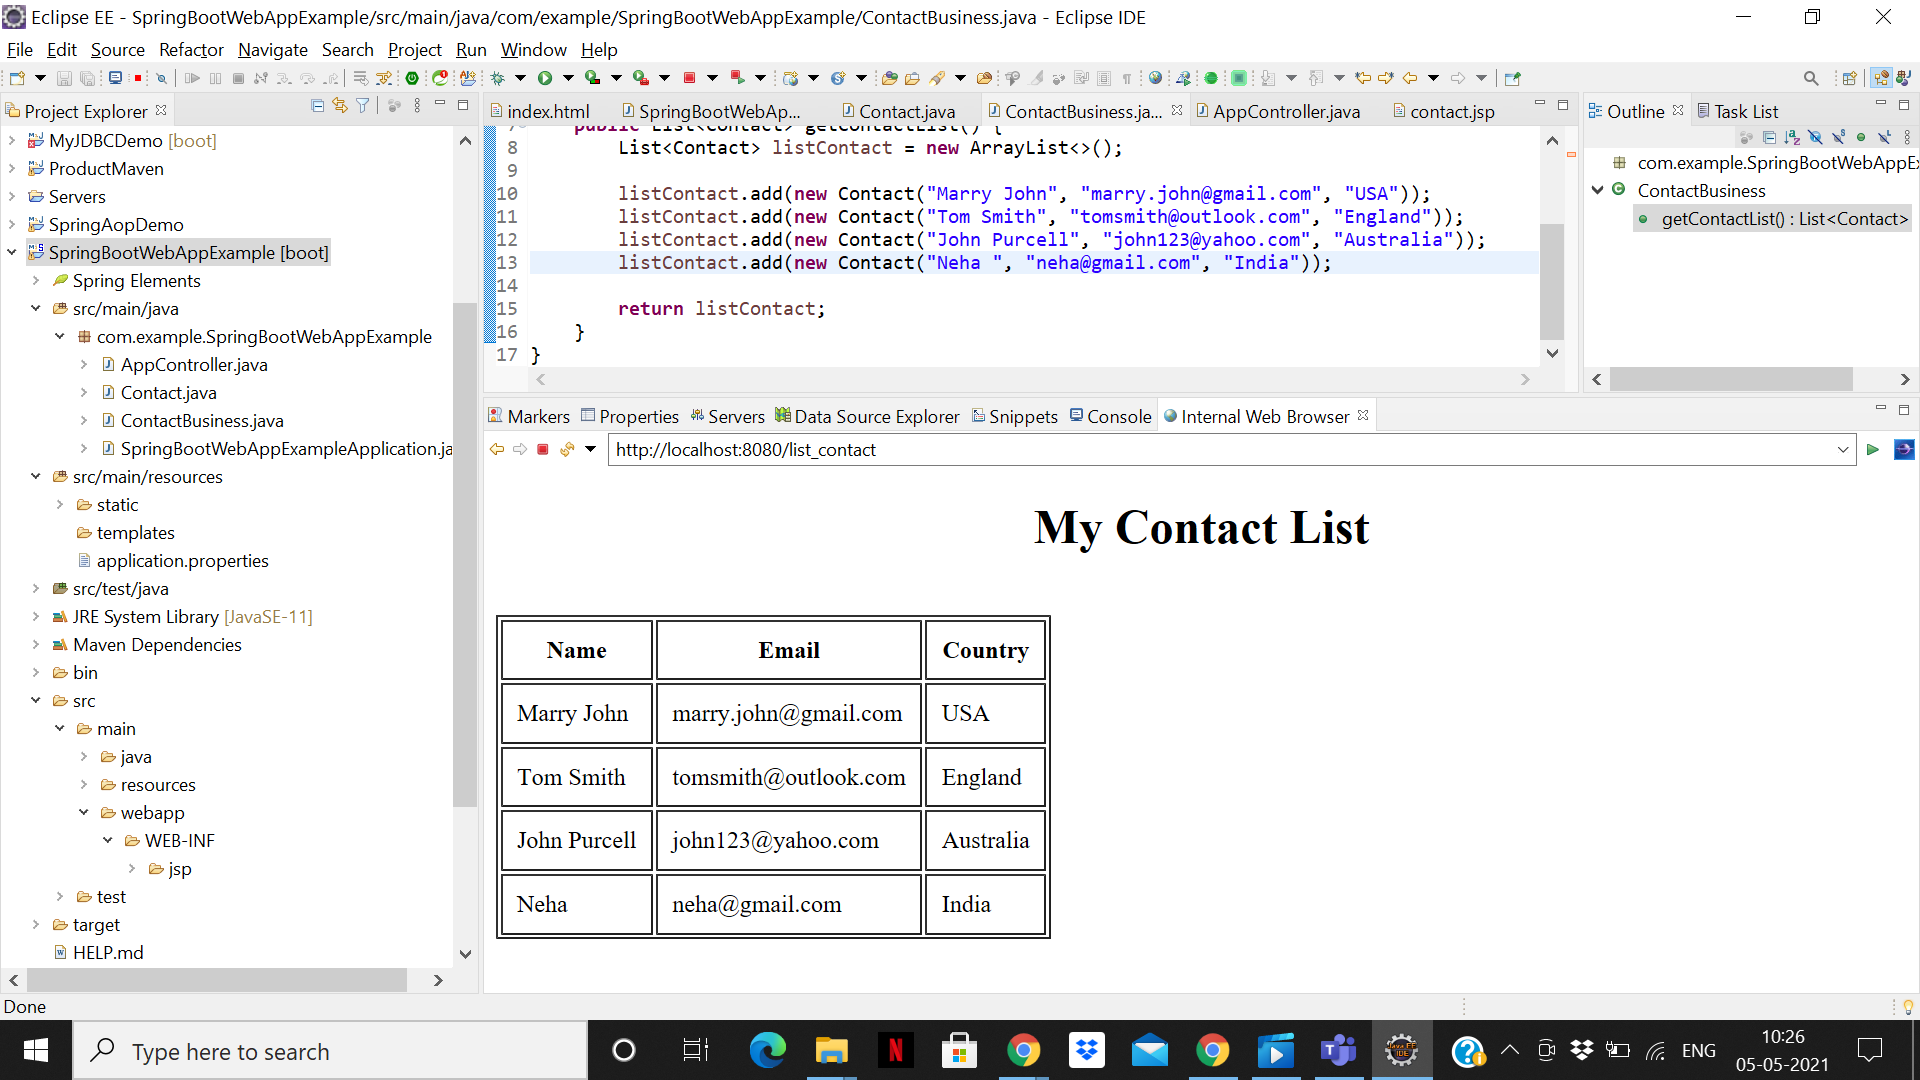 Eclipse EE - SpringBootWebAppExample/src/main/java/com/example/SpringBootWebAppExample/ContactBusiness.java - Eclipse IDE
File Edit Source Refactor Navigate Search Project Run Window Help
Project Explorer
MyJDBCDemo [boot]
ProductMaven
Servers
SpringAopDemo
SpringBootWebAppExample [boot]
Spring Elements
src/main/java
com.example.SpringBootWebAppExample
AppController.java
Contact.java
ContactBusiness.java
SpringBootWebAppExampleApplication.ja
src/main/resources
static
templates
application.properties
src/test/java
JRE System Library [JavaSE-11]
Maven Dependencies
bin
src
main
java
resources
webapp
WEB-INF
jsp
test
target
HELP.md
index.html SpringBootWebAp... Contact.java ContactBusiness.ja... AppController.java contact.jsp
7 public List<Contact> getContactList() {
8 List<Contact> listContact = new ArrayList<>();
9
10 listContact.add(new Contact("Marry John", "marry.john@gmail.com", "USA"));
11 listContact.add(new Contact("Tom Smith", "tomsmith@outlook.com", "England"));
12 listContact.add(new Contact("John Purcell", "john123@yahoo.com", "Australia"));
13 listContact.add(new Contact("Neha ", "neha@gmail.com", "India"));
14
15 return listContact;
16 }
17 }
Outline Task List
com.example.SpringBootWebAppEx
ContactBusiness
getContactList() : List<Contact>
Markers Properties Servers Data Source Explorer Snippets Console Internal Web Browser
http://localhost:8080/list_contact
My Contact List
Name Email Country
Marry John marry.john@gmail.com USA
Tom Smith tomsmith@outlook.com England
John Purcell john123@yahoo.com Australia
Neha neha@gmail.com India
Done
Type here to search
ENG
10:26
05-05-2021